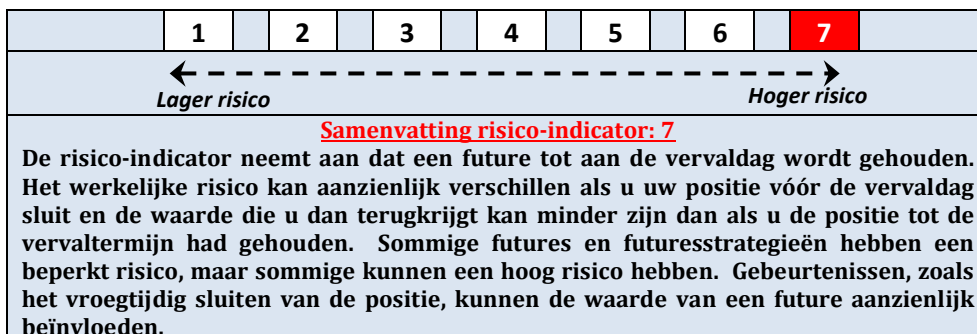 1 2 3 4 5 6 7
Lager risico Hoger risico
Samenvatting risico-indicator: 7
De risico-indicator neemt aan dat een future tot aan de vervaldag wordt gehouden.
Het werkelijke risico kan aanzienlijk verschillen als u uw positie vóór de vervaldag
sluit en de waarde die u dan terugkrijgt kan minder zijn dan als u de positie tot de
vervaltermijn had gehouden. Sommige futures en futuresstrategieën hebben een
beperkt risico, maar sommige kunnen een hoog risico hebben. Gebeurtenissen, zoals
het vroegtijdig sluiten van de positie, kunnen de waarde van een future aanzienlijk
beïnvloeden.